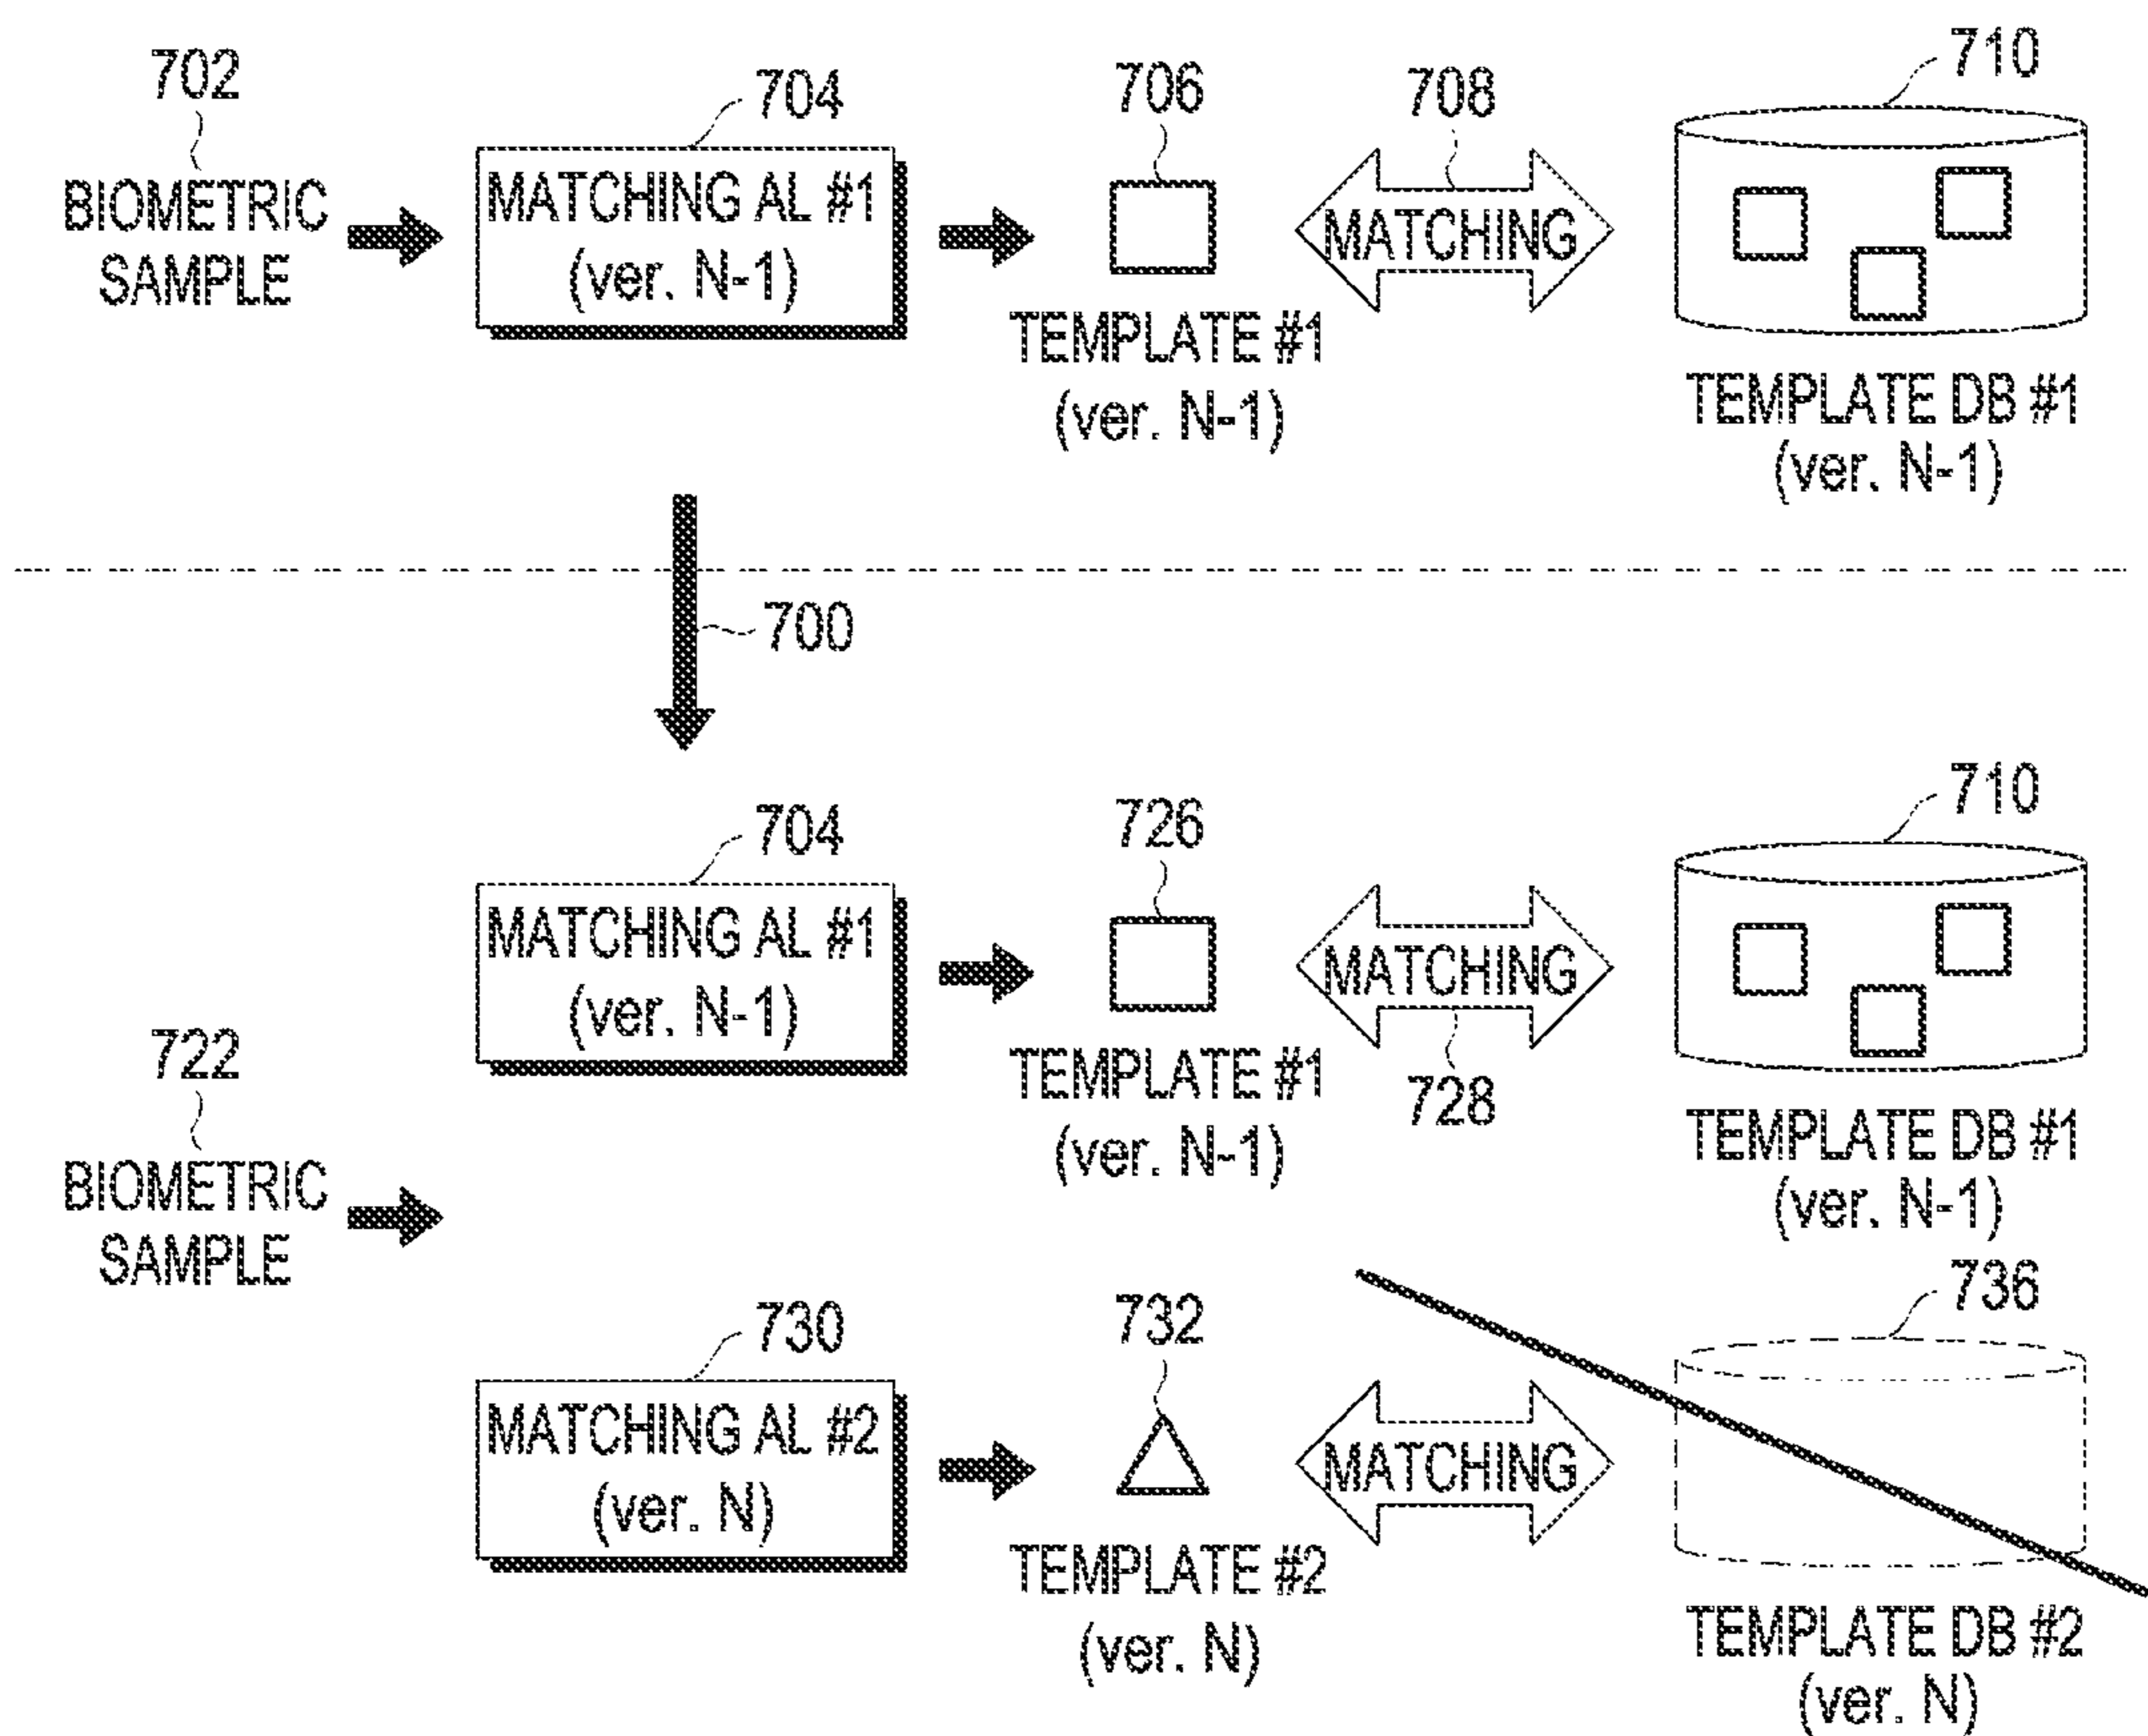 702
704
706
708
710
BIOMETRIC
SAMPLE
MATCHING AL #1
(ver. N-1)
TEMPLATE #1
(ver. N-1)
MATCHING
TEMPLATE DB #1
(ver. N-1)
700
722
BIOMETRIC
SAMPLE
704
MATCHING AL #1
(ver. N-1)
726
TEMPLATE #1
(ver. N-1)
MATCHING
728
710
TEMPLATE DB #1
(ver. N-1)
730
MATCHING AL #2
(ver. N)
732
TEMPLATE #2
(ver. N)
MATCHING
736
TEMPLATE DB #2
(ver. N)